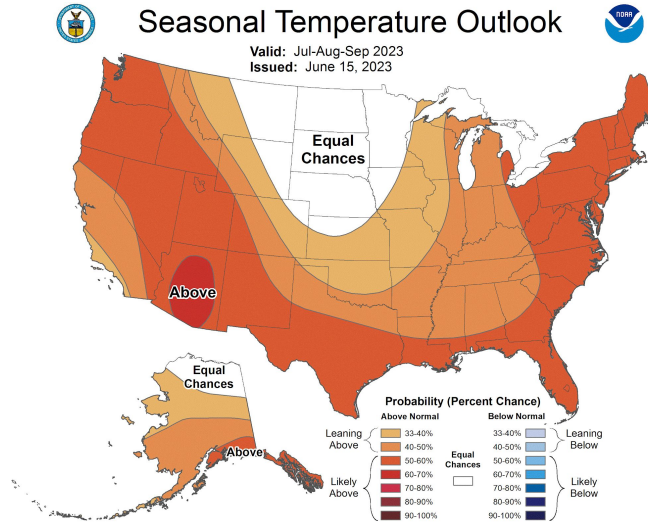 Seasonal Temperature Outlook
NOAA
Valid: Jul-Aug-Sep 2023
Issued: June 15, 2023
Equal
Chances
Above
Equal
Chances
Above
Probability (Percent Chance)
Above Normal
Below Normal
Leaning
Above
33-40%
40-50%
Likely
Above
50-60%
60-70%
70-80%
80-90%
90-100%
Equal
Chances
33-40%
40-50%
Leaning
Below
50-60%
60-70%
70-80%
80-90%
90-100%
Likely
Below